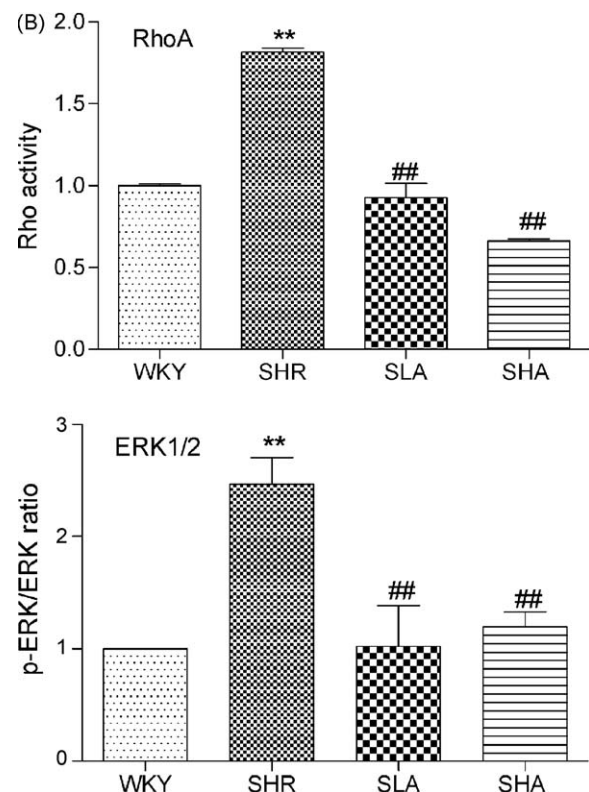 (B)
RhoA
Rho activity
2.0
1.5
1.0
0.5
0.0
**
##
##
WKY SHR SLA SHA
ERK1/2
p-ERK/ERK ratio
3
2
1
0
**
##
##
WKY SHR SLA SHA